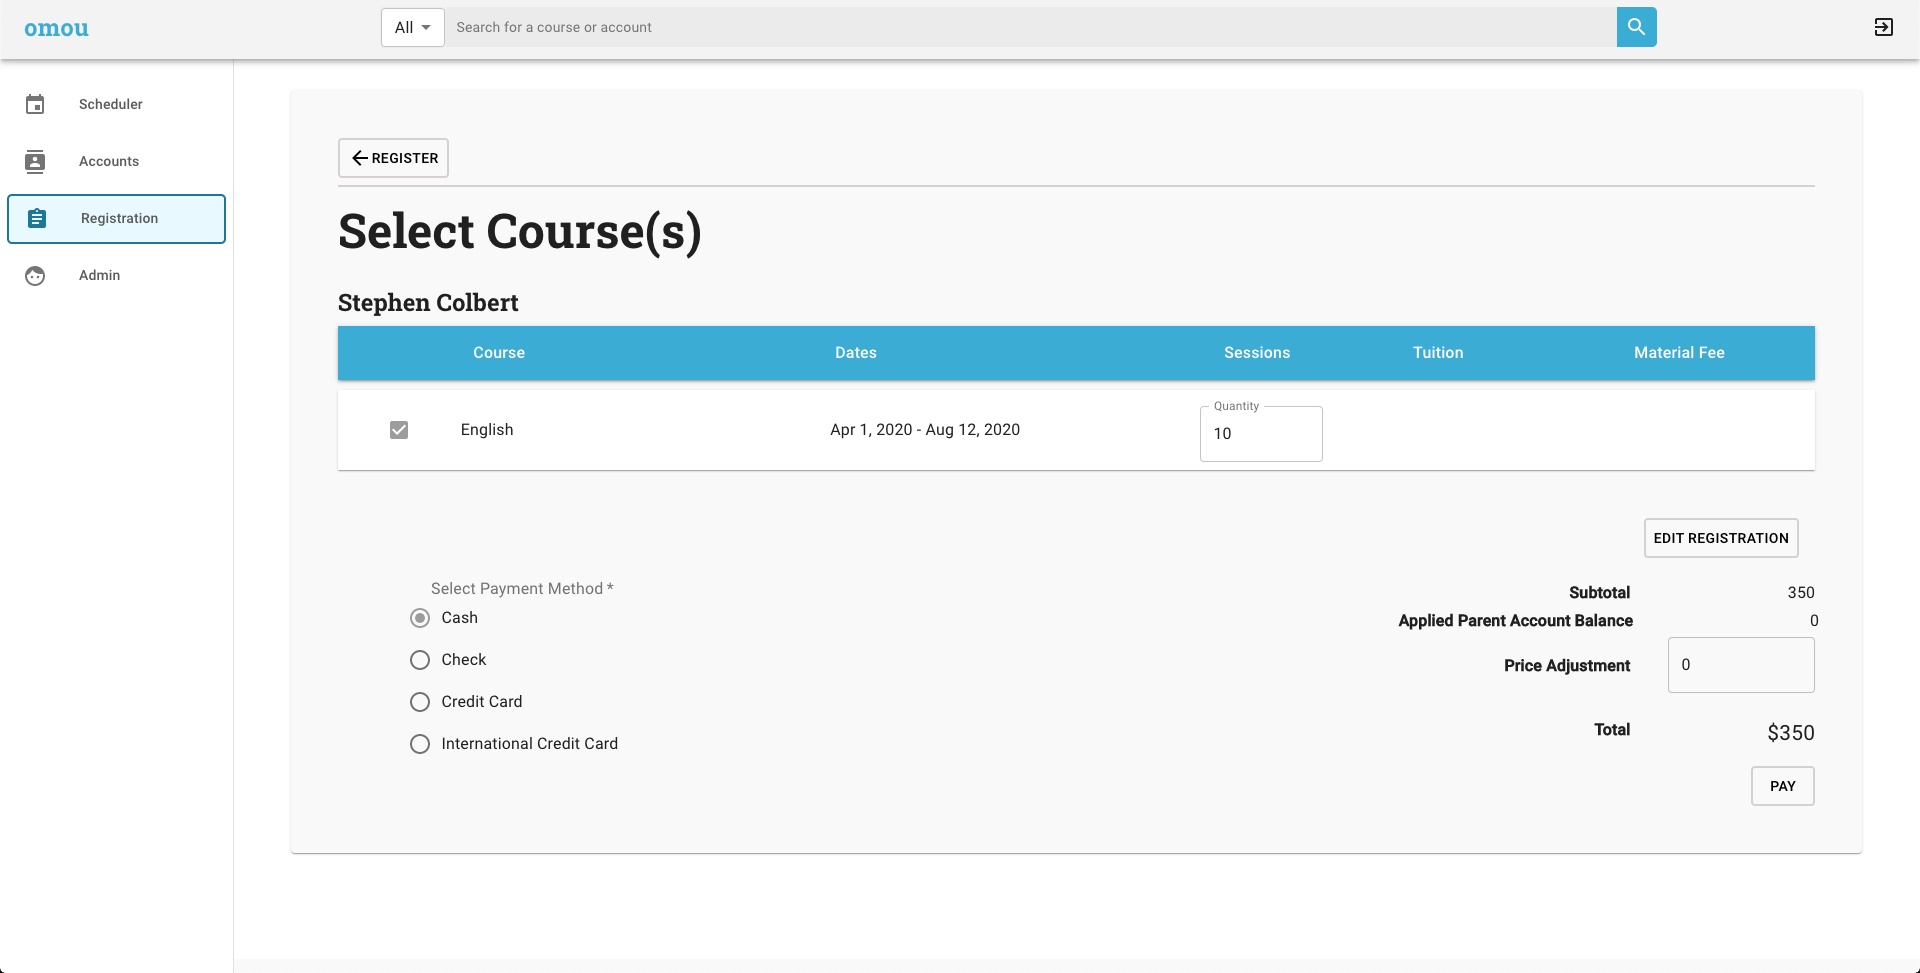 omou
All
Search for a course or account
Scheduler
Accounts
Registration
Admin
REGISTER
Select Course(s)
Stephen Colbert
Course Dates Sessions Tuition Material Fee
Quantity
English Apr 1, 2020 - Aug 12, 2020 10
EDIT REGISTRATION
Select Payment Method *
Cash
Check
Credit Card
International Credit Card
Subtotal 350
Applied Parent Account Balance 0
Price Adjustment 0
Total $350
PAY